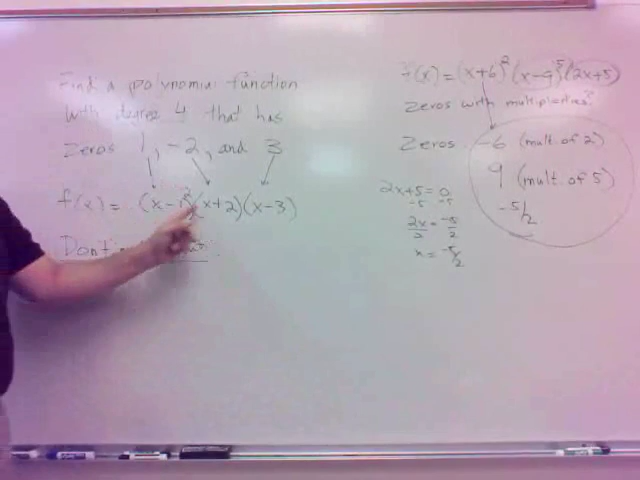 Find a polynomial function
with degree 4 that has
zeros 1, -2, and 3
f(x) = (x-1)²(x+2)(x-3)
Don't
f(x) = (x+6)²(x-9)⁵(2x+5)
Zeros with multiplicities?
Zeros: -6 (mult. of 2)
9 (mult. of 5)
-5/2
2x+5=0
-5 -5
2x/2 = -5/2
x = -5/2